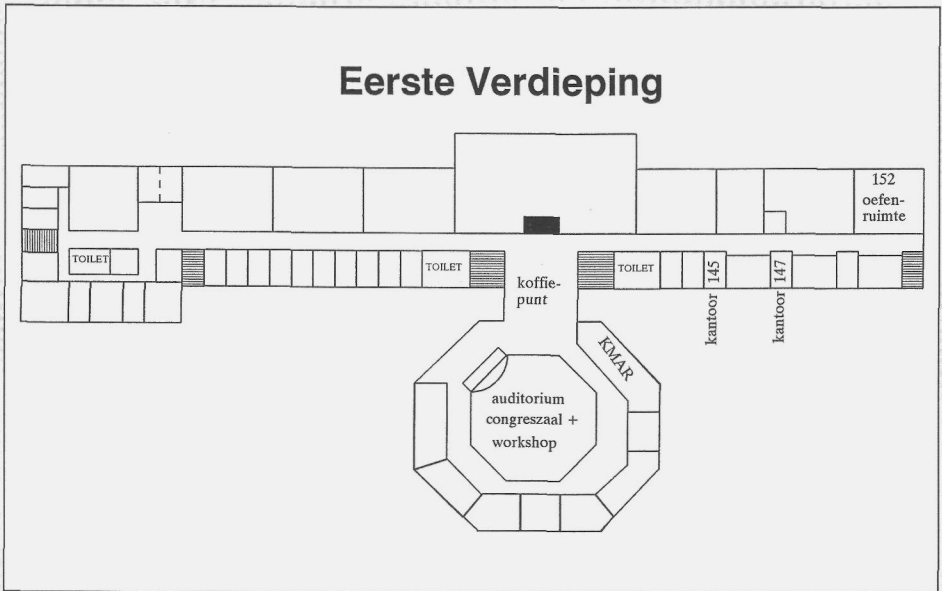 Eerste Verdieping
152
oefen-
ruimte
TOILET
TOILET
koffie-
punt
TOILET
kantoor 145
kantoor 147
KMAR
auditorium
congreszaal +
workshop